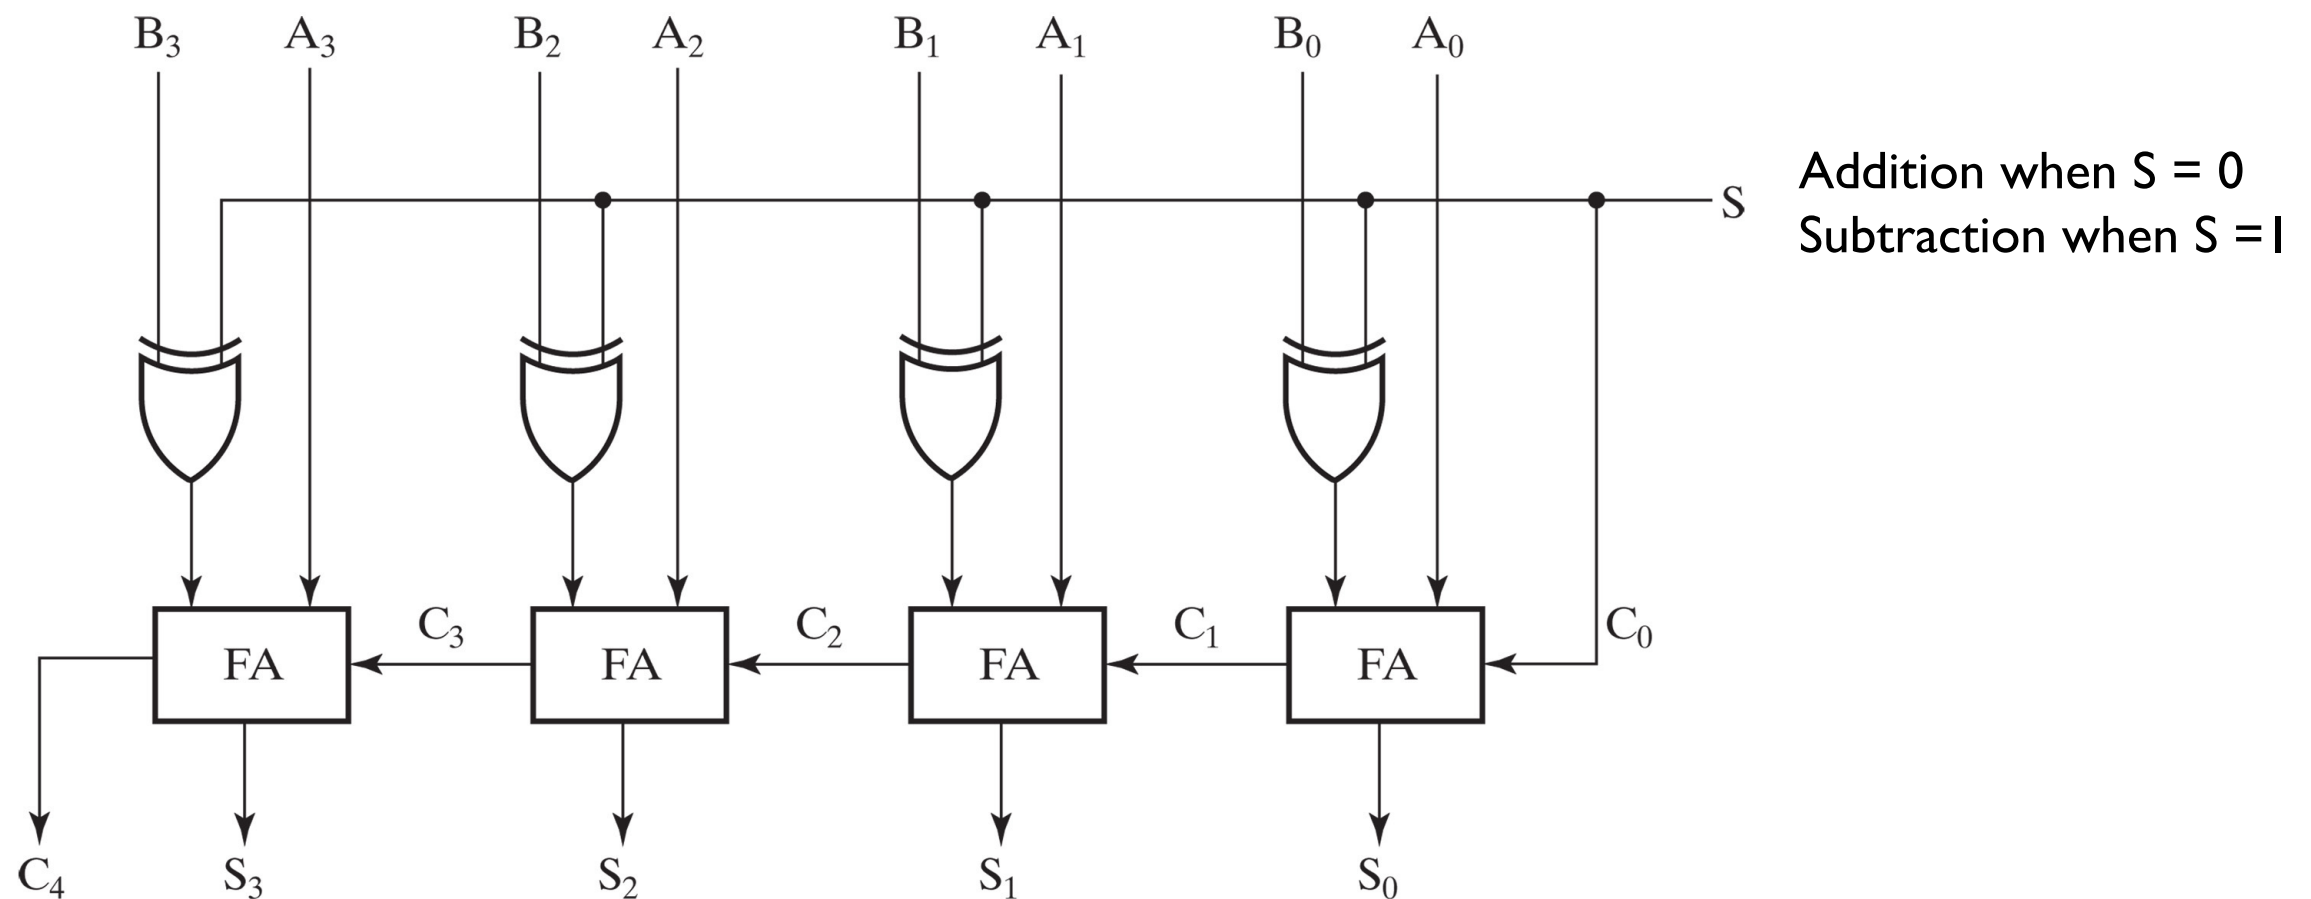 B₃ A₃ B₂ A₂ B₁ A₁ B₀ A₀
Addition when S = 0
S
Subtraction when S =1
C₃ C₂ C₁ C₀
FA FA FA FA
C₄ S₃ S₂ S₁ S₀